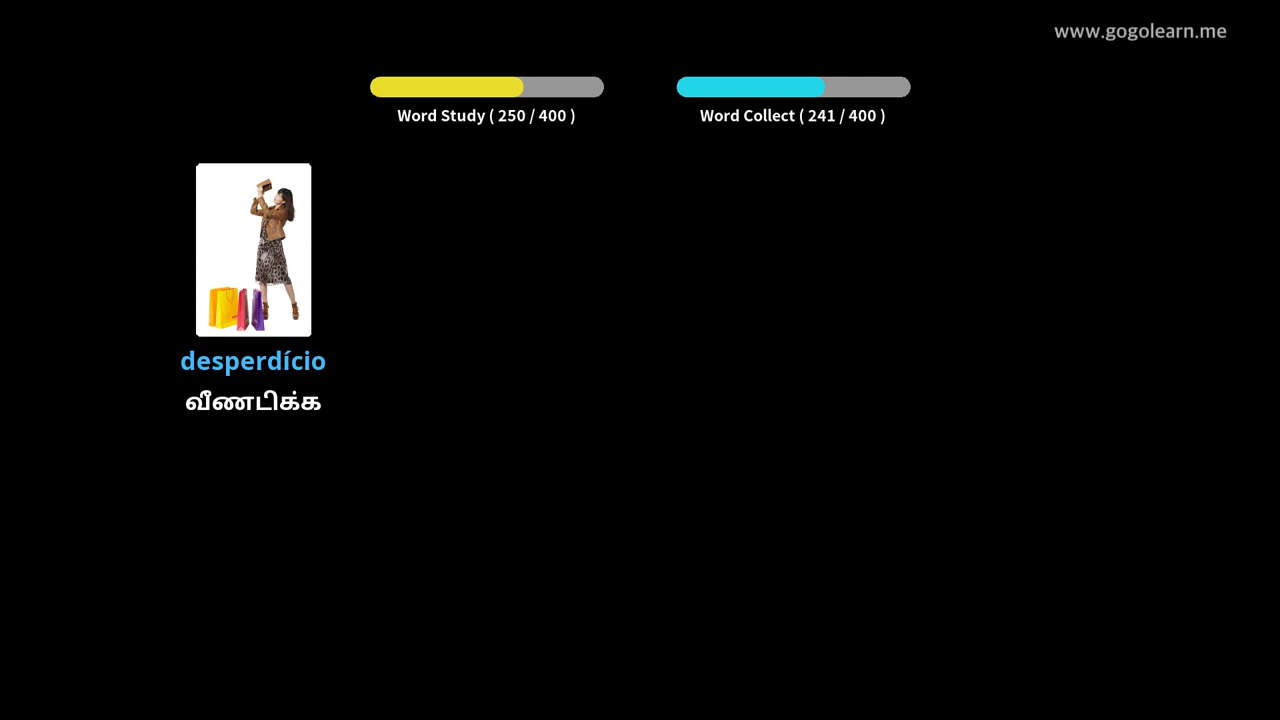 www.gogolearn.me
Word Study ( 250 / 400 )
Word Collect ( 241 / 400 )
desperdício
வீணடிக்க